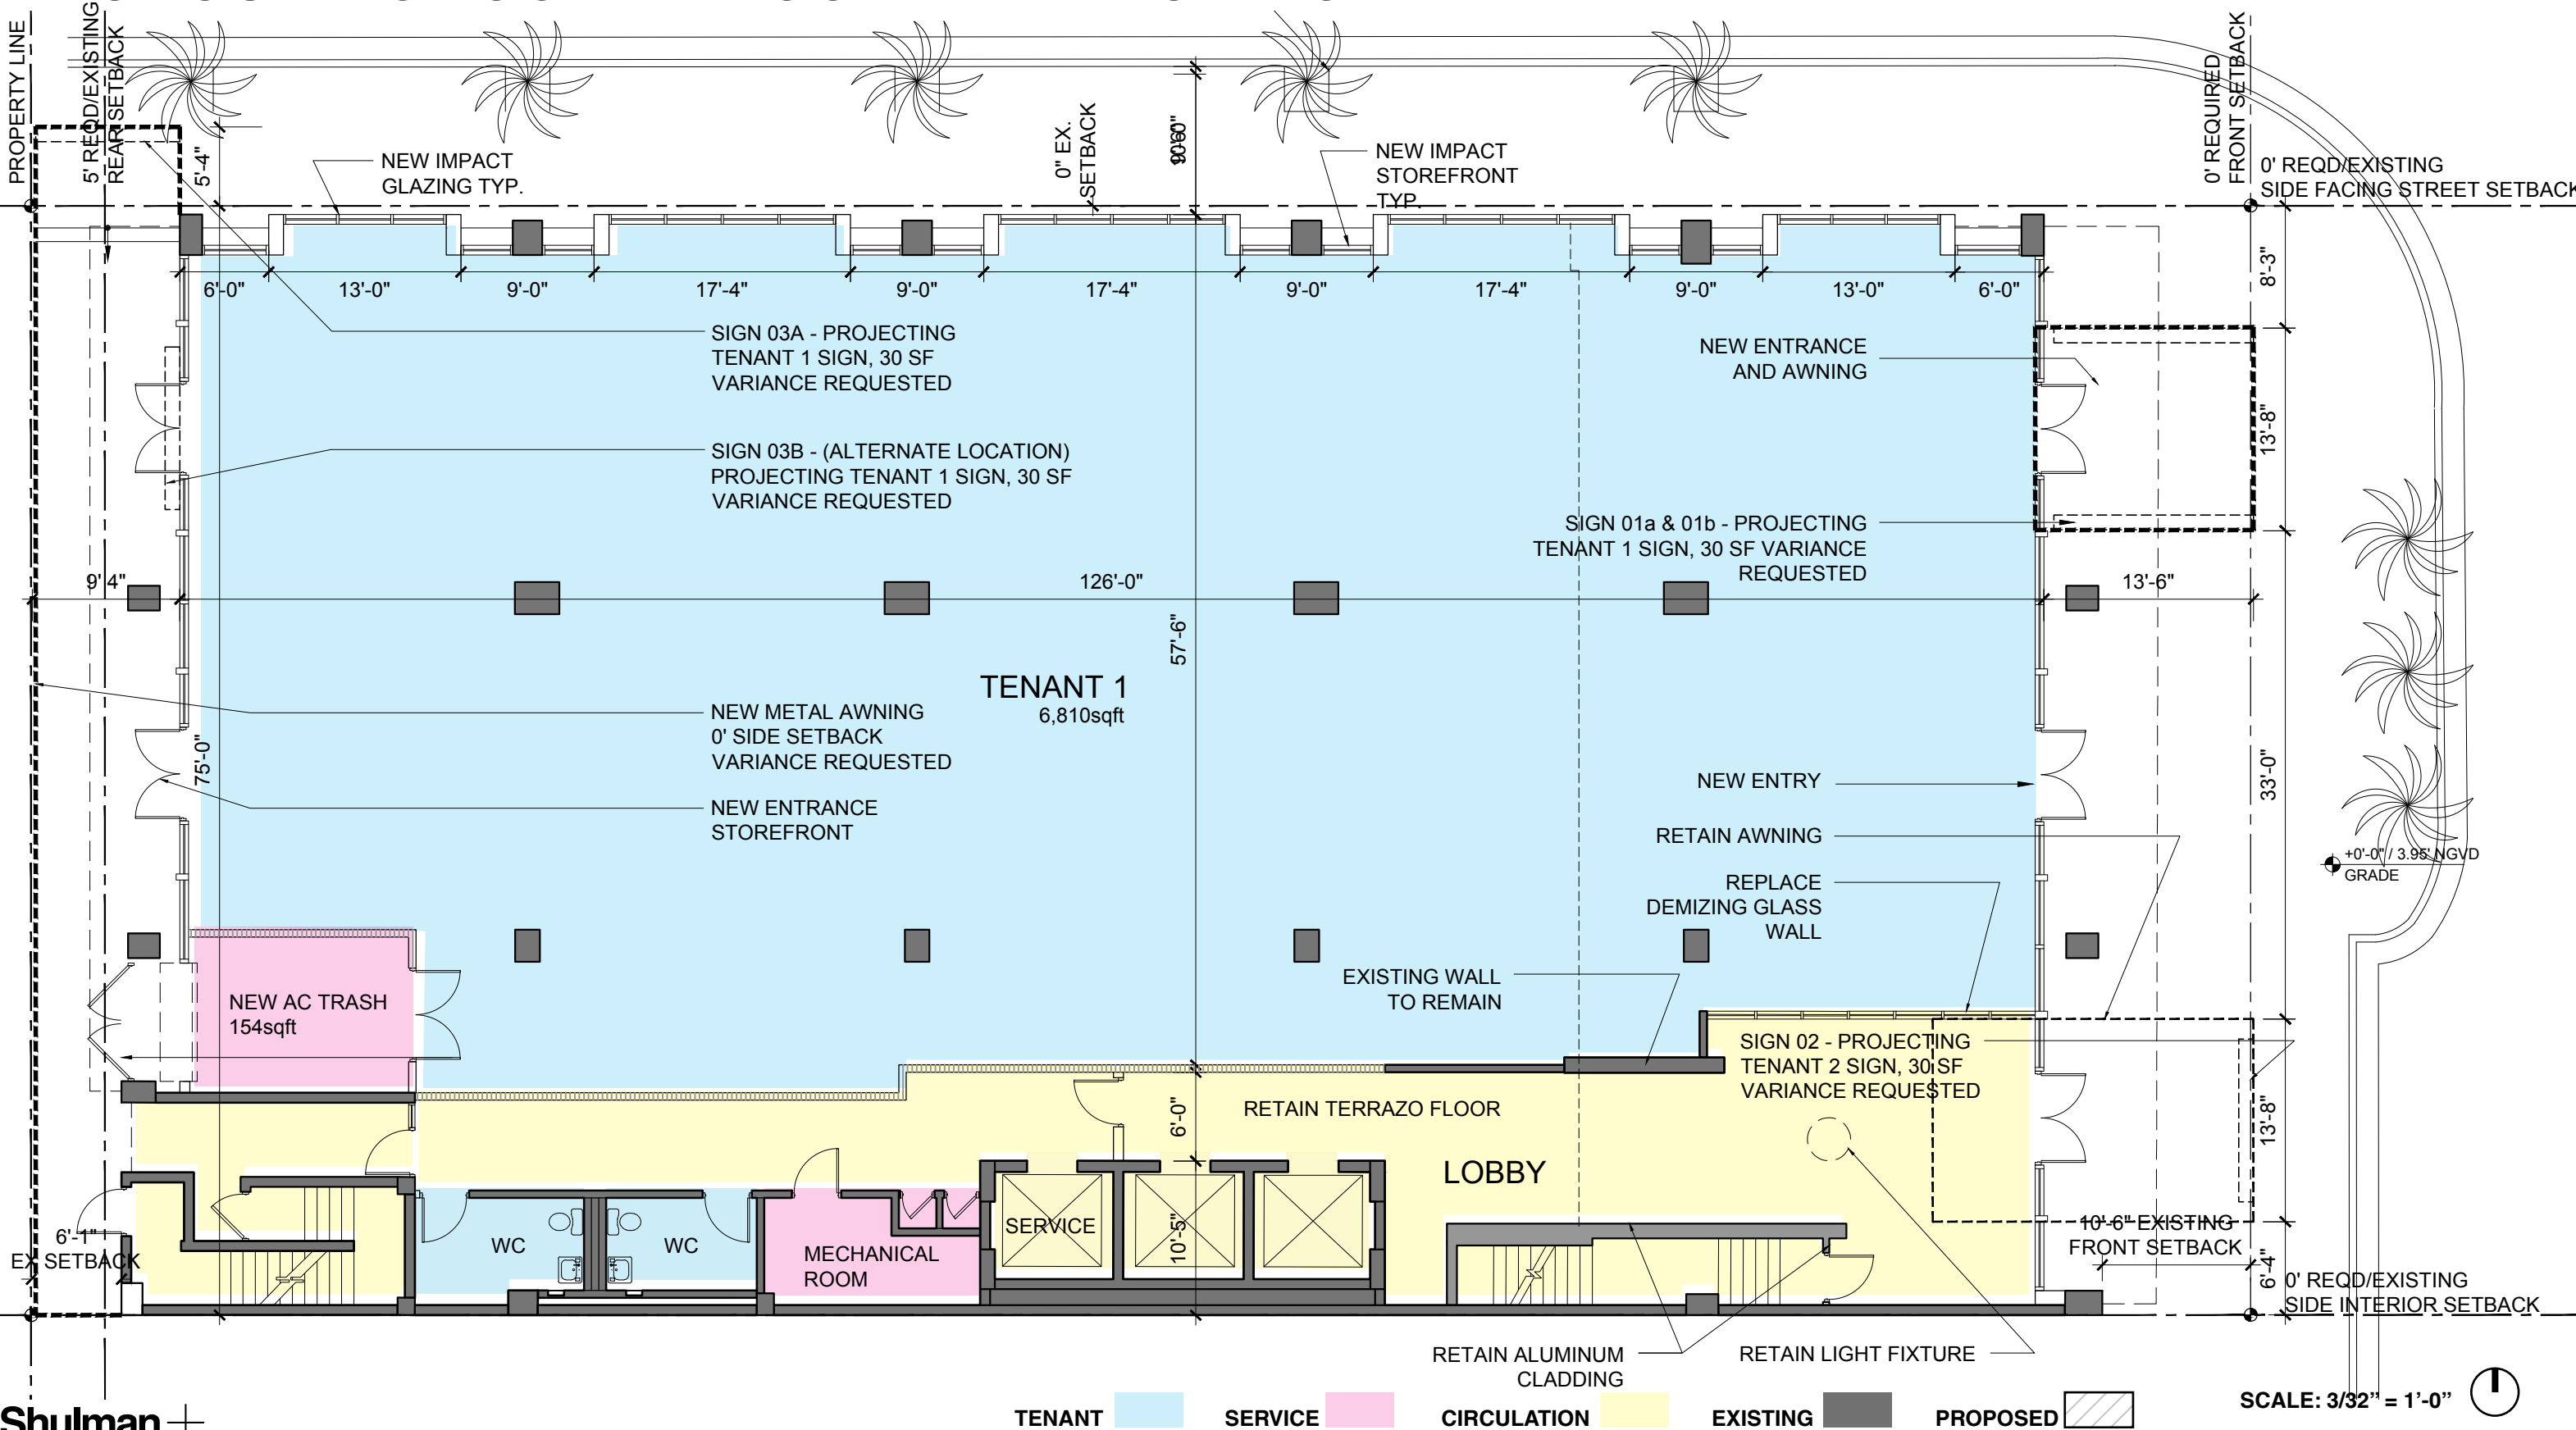 PROPERTY LINE
5' REQD/EXISTING
REAR SETBACK
5'-4"
NEW IMPACT
GLAZING TYP.
0" EX.
SETBACK
NEW IMPACT
STOREFRONT
TYP.
0' REQUIRED
FRONT SETBACK
0' REQD/EXISTING
SIDE FACING STREET SETBACK
6'-0"
13'-0"
9'-0"
17'-4"
9'-0"
17'-4"
9'-0"
17'-4"
9'-0"
13'-0"
6'-0"
8'-3"
SIGN 03A - PROJECTING
TENANT 1 SIGN, 30 SF
VARIANCE REQUESTED
NEW ENTRANCE
AND AWNING
13'-8"
SIGN 03B - (ALTERNATE LOCATION)
PROJECTING TENANT 1 SIGN, 30 SF
VARIANCE REQUESTED
SIGN 01a & 01b - PROJECTING
TENANT 1 SIGN, 30 SF VARIANCE
REQUESTED
9' 4"
126'-0"
13'-6"
57'-6"
TENANT 1
6,810sqft
NEW METAL AWNING
0' SIDE SETBACK
VARIANCE REQUESTED
75'-0"
NEW ENTRANCE
STOREFRONT
NEW ENTRY
33'-0"
RETAIN AWNING
+0'-0" / 3.95' NGVD
GRADE
REPLACE
DEMIZING GLASS
WALL
EXISTING WALL
TO REMAIN
NEW AC TRASH
154sqft
SIGN 02 - PROJECTING
TENANT 2 SIGN, 30 SF
VARIANCE REQUESTED
RETAIN TERRAZO FLOOR
6'-0"
13'-8"
LOBBY
SERVICE
10'-5"
WC
WC
MECHANICAL
ROOM
6'-1"
EX SETBACK
10'-6" EXISTING
FRONT SETBACK
6'-4"
0' REQD/EXISTING
SIDE INTERIOR SETBACK
RETAIN ALUMINUM
CLADDING
RETAIN LIGHT FIXTURE
Shulman
TENANT
SERVICE
CIRCULATION
EXISTING
PROPOSED
SCALE: 3/32" = 1'-0"